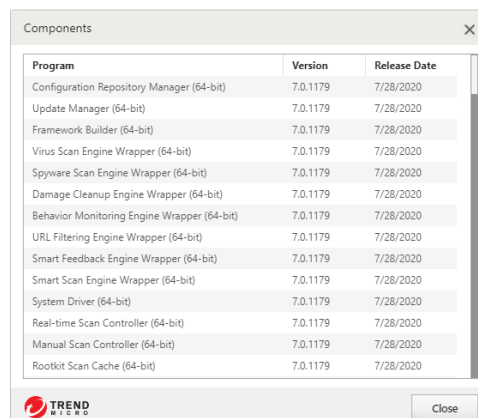 Components
Program Version Release Date
Configuration Repository Manager (64-bit) 7.0.1179 7/28/2020
Update Manager (64-bit) 7.0.1179 7/28/2020
Framework Builder (64-bit) 7.0.1179 7/28/2020
Virus Scan Engine Wrapper (64-bit) 7.0.1179 7/28/2020
Spyware Scan Engine Wrapper (64-bit) 7.0.1179 7/28/2020
Damage Cleanup Engine Wrapper (64-bit) 7.0.1179 7/28/2020
Behavior Monitoring Engine Wrapper (64-bit) 7.0.1179 7/28/2020
URL Filtering Engine Wrapper (64-bit) 7.0.1179 7/28/2020
Smart Feedback Engine Wrapper (64-bit) 7.0.1179 7/28/2020
Smart Scan Engine Wrapper (64-bit) 7.0.1179 7/28/2020
System Driver (64-bit) 7.0.1179 7/28/2020
Real-time Scan Controller (64-bit) 7.0.1179 7/28/2020
Manual Scan Controller (64-bit) 7.0.1179 7/28/2020
Rootkit Scan Cache (64-bit) 7.0.1179 7/28/2020
TREND
MICRO
Close